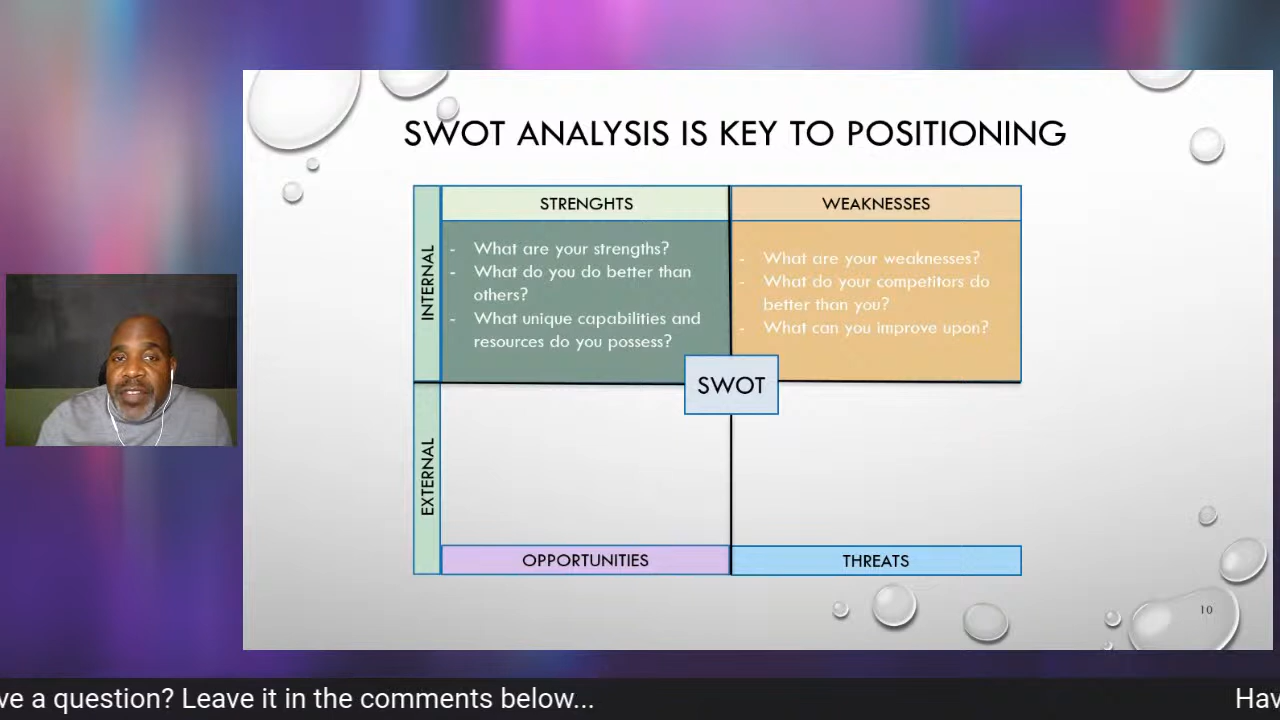 SWOT ANALYSIS IS KEY TO POSITIONING
INTERNAL
STRENGHTS
- What are your strengths?
- What do you do better than
others?
- What unique capabilities and
resources do you possess?
WEAKNESSES
- What are your weaknesses?
- What do your competitors do
better than you?
- What can you improve upon?
SWOT
EXTERNAL
OPPORTUNITIES
THREATS
10
ve a question? Leave it in the comments below...
Hav